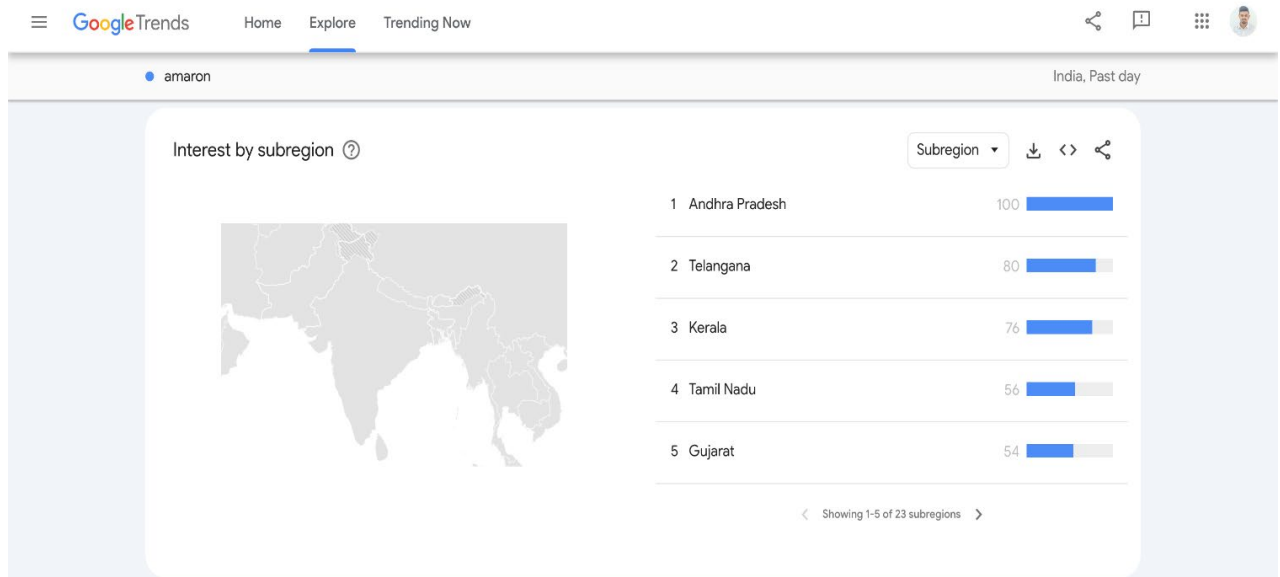 Google Trends Home Explore Trending Now
amaron India, Past day
Interest by subregion Subregion
1 Andhra Pradesh 100
2 Telangana 80
3 Kerala 76
4 Tamil Nadu 56
5 Gujarat 54
Showing 1-5 of 23 subregions